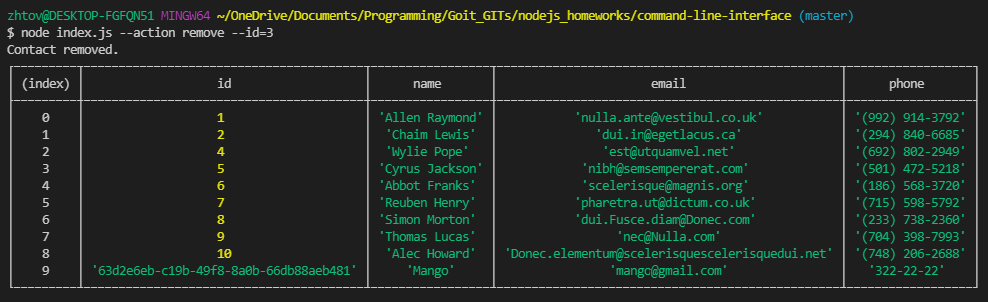 zhtov@DESKTOP-FGFQN51 MINGW64 ~/OneDrive/Documents/Programming/Goit_GITs/nodejs_homeworks/command-line-interface (master)
$ node index.js --action remove --id=3
Contact removed.
(index) id name email phone
0 1 'Allen Raymond' 'nulla.ante@vestibul.co.uk' '(992) 914-3792'
1 2 'Chaim Lewis' 'dui.in@egetlacus.ca' '(294) 840-6685'
2 4 'Wylie Pope' 'est@utquamvel.net' '(692) 802-2949'
3 5 'Cyrus Jackson' 'nibh@semsempererat.com' '(501) 472-5218'
4 6 'Abbot Franks' 'scelerisque@magnis.org' '(186) 568-3720'
5 7 'Reuben Henry' 'pharetra.ut@dictum.co.uk' '(715) 598-5792'
6 8 'Simon Morton' 'dui.Fusce.diam@Donec.com' '(233) 738-2360'
7 9 'Thomas Lucas' 'nec@Nulla.com' '(704) 398-7993'
8 10 'Alec Howard' 'Donec.elementum@scelerisquescelerisquedui.net' '(748) 206-2688'
9 '63d2e6eb-c19b-49f8-8a0b-66db88aeb481' 'Mango' 'mango@gmail.com' '322-22-22'